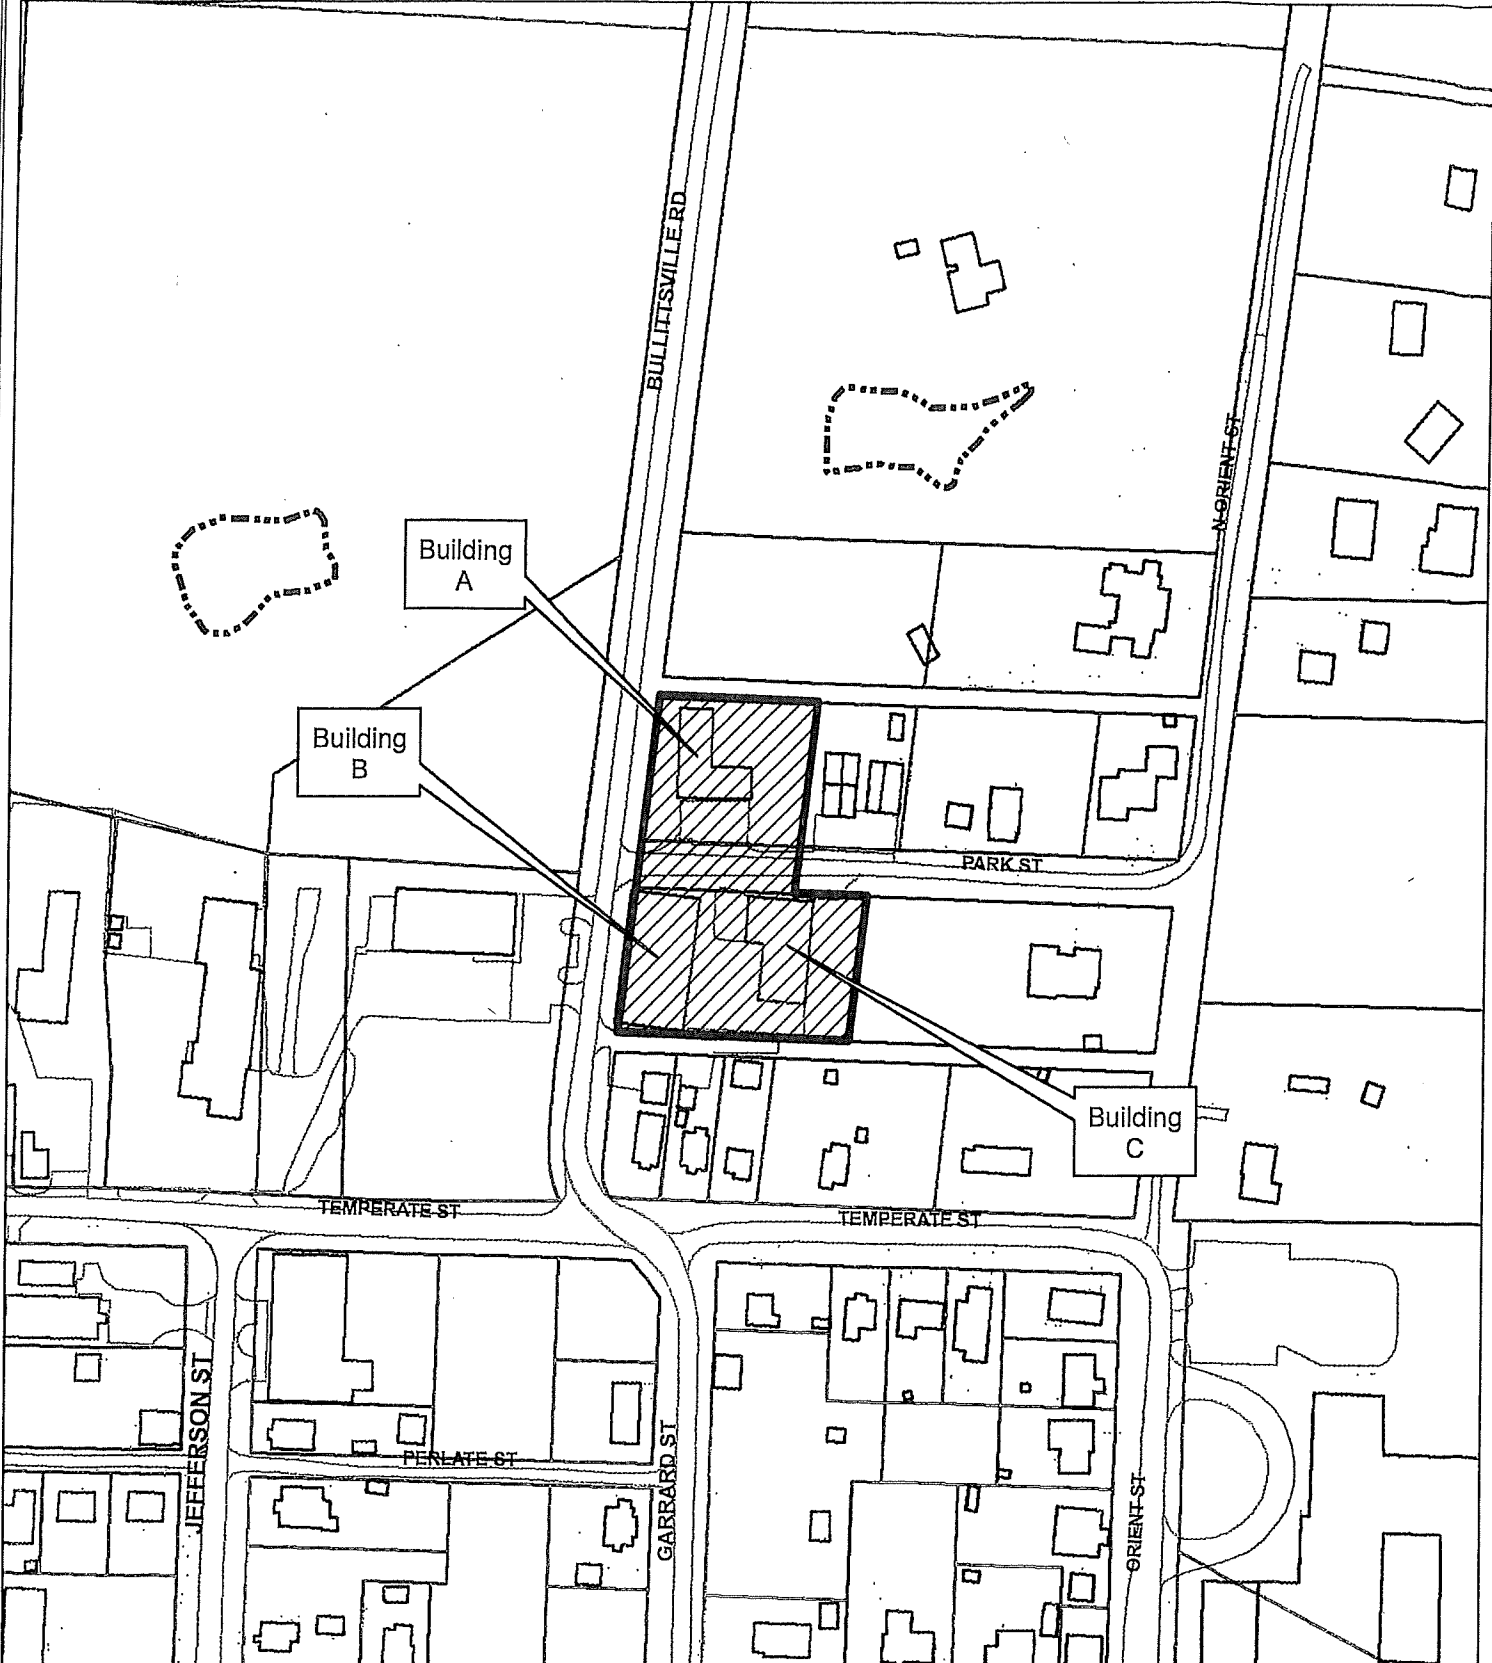 BULLITTSVILLE RD
N ORIENT ST
Building
A
Building
B
PARK ST
Building
C
TEMPERATE ST
TEMPERATE ST
JEFFERSON ST
PERLATE ST
GARRARD ST
ORIENT ST